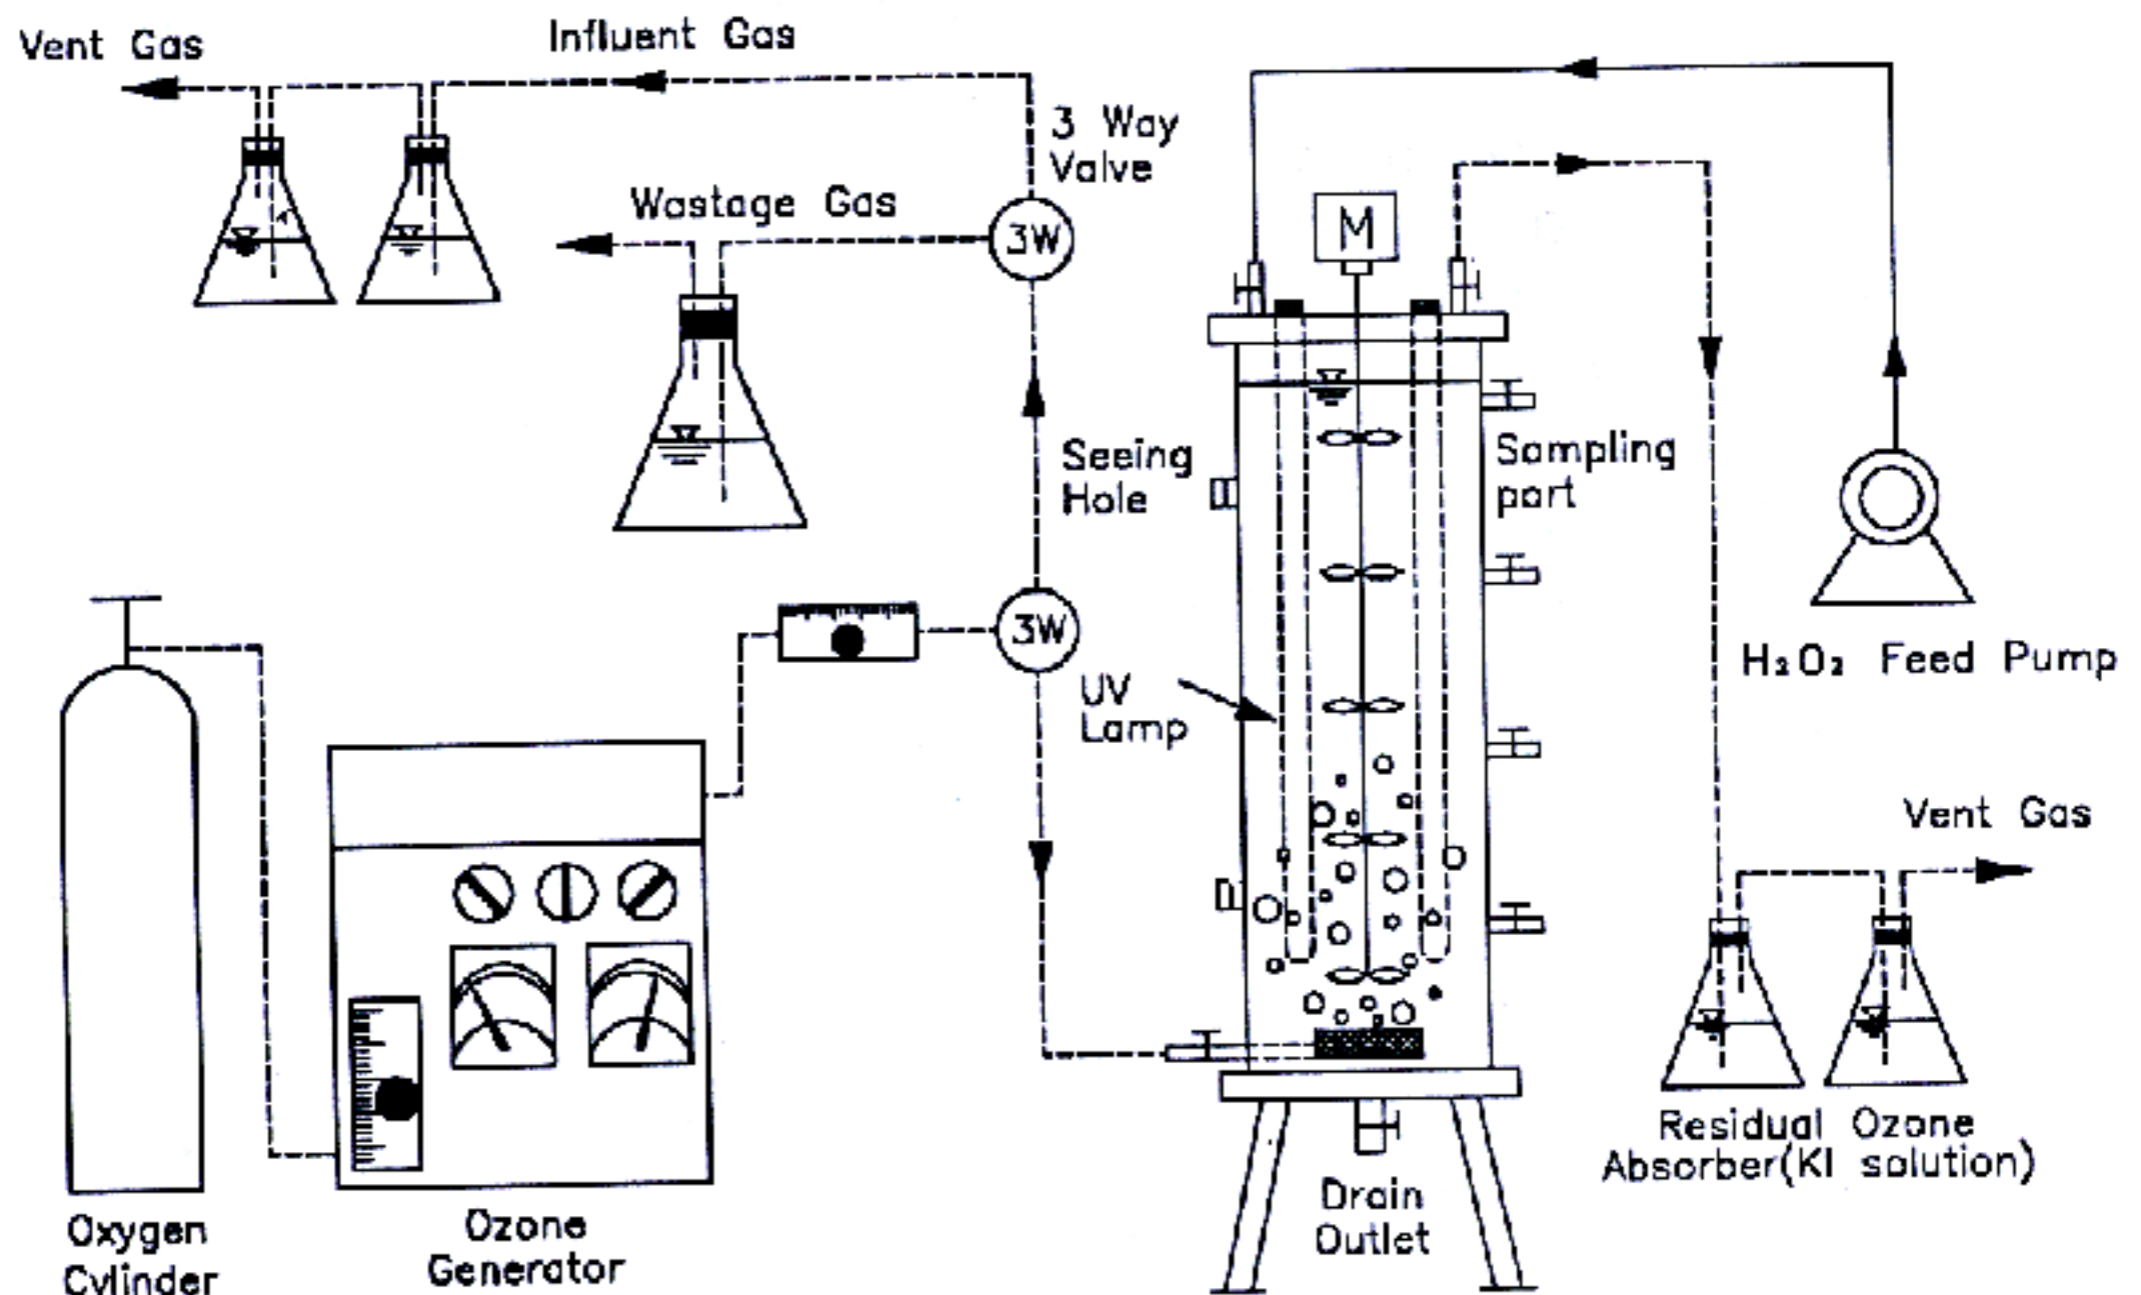 Vent Gas
Influent Gas
3 Way
Valve
Wastage Gas
3W
M
Seeing
Hole
Sampling
part
3W
H₂O₂ Feed Pump
UV
Lamp
Vent Gas
Residual Ozone
Absorber(KI solution)
Drain
Outlet
Oxygen
Cylinder
Ozone
Generator